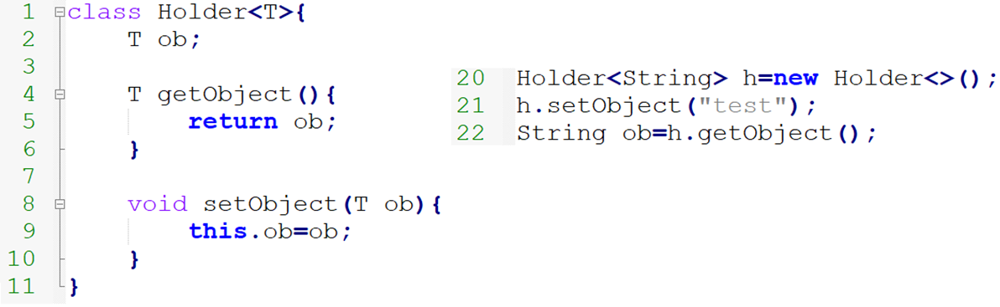 1 class Holder<T>{
2 T ob;
3
4 T getObject(){
5 return ob;
6 }
7
8 void setObject(T ob){
9 this.ob=ob;
10 }
11 }
20 Holder<String> h=new Holder<>();
21 h.setObject("test");
22 String ob=h.getObject();